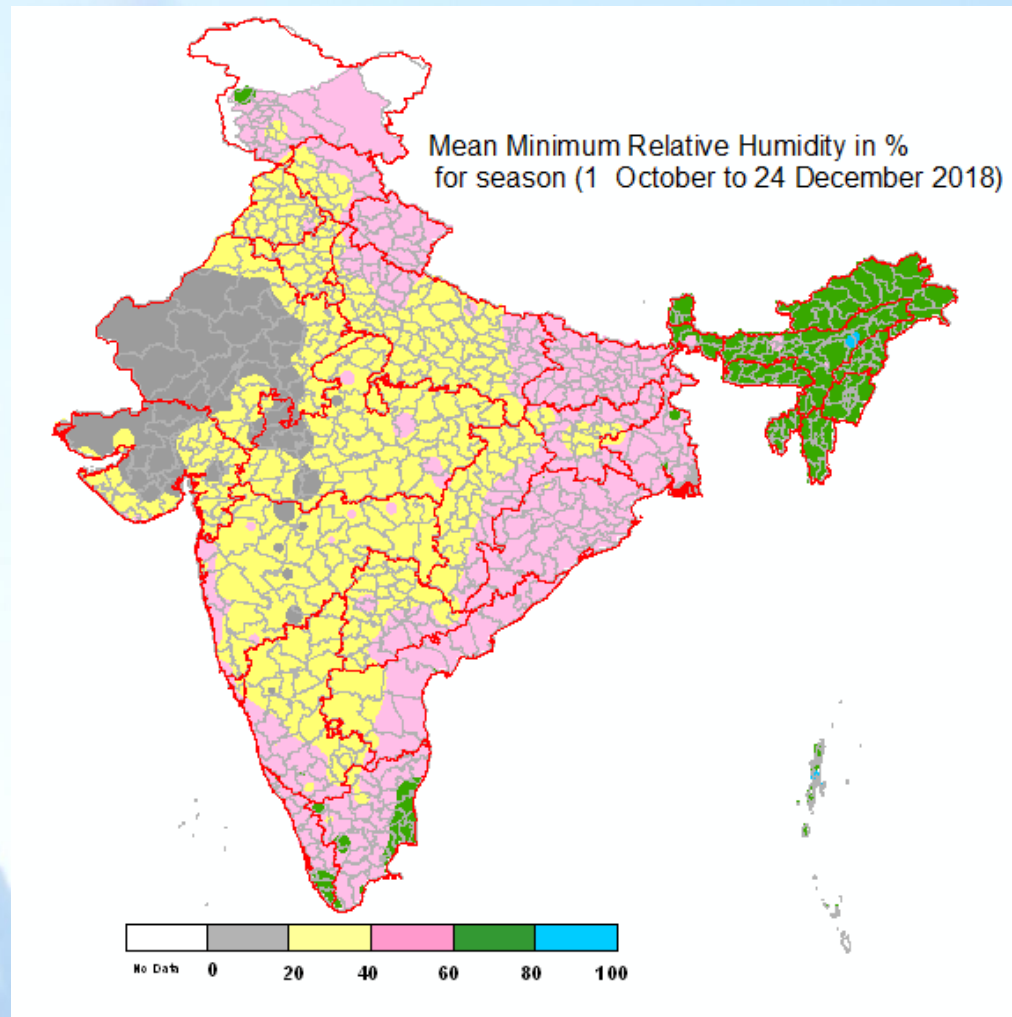 Mean Minimum Relative Humidity in %
for season (1 October to 24 December 2018)
No Data 0 20 40 60 80 100